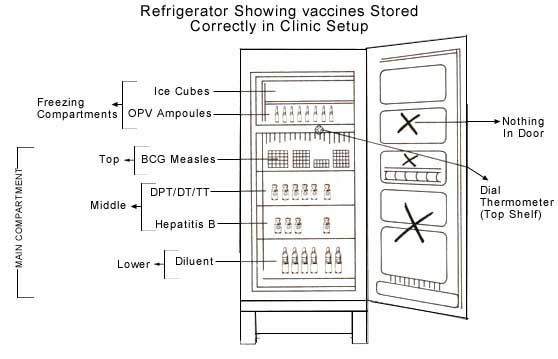 Refrigerator Showing vaccines Stored
Correctly in Clinic Setup
Ice Cubes
Freezing
Compartments
OPV Ampoules
Nothing
In Door
Top
BCG Measles
MAIN COMPARTMENT
DPT/DT/TT
Middle
Hepatitis B
Dial
Thermometer
(Top Shelf)
Lower
Diluent